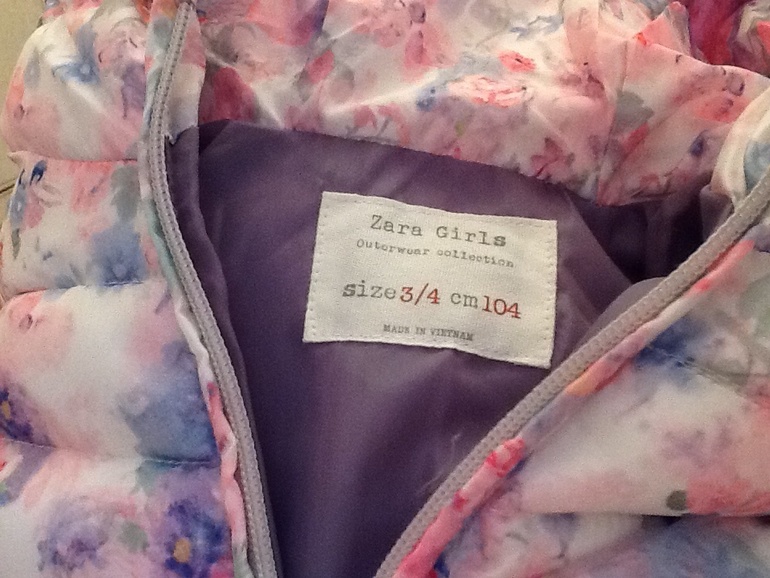 Zara Girls
Outerwear collection
size 3/4 cm 104
MADE IN VIETNAM